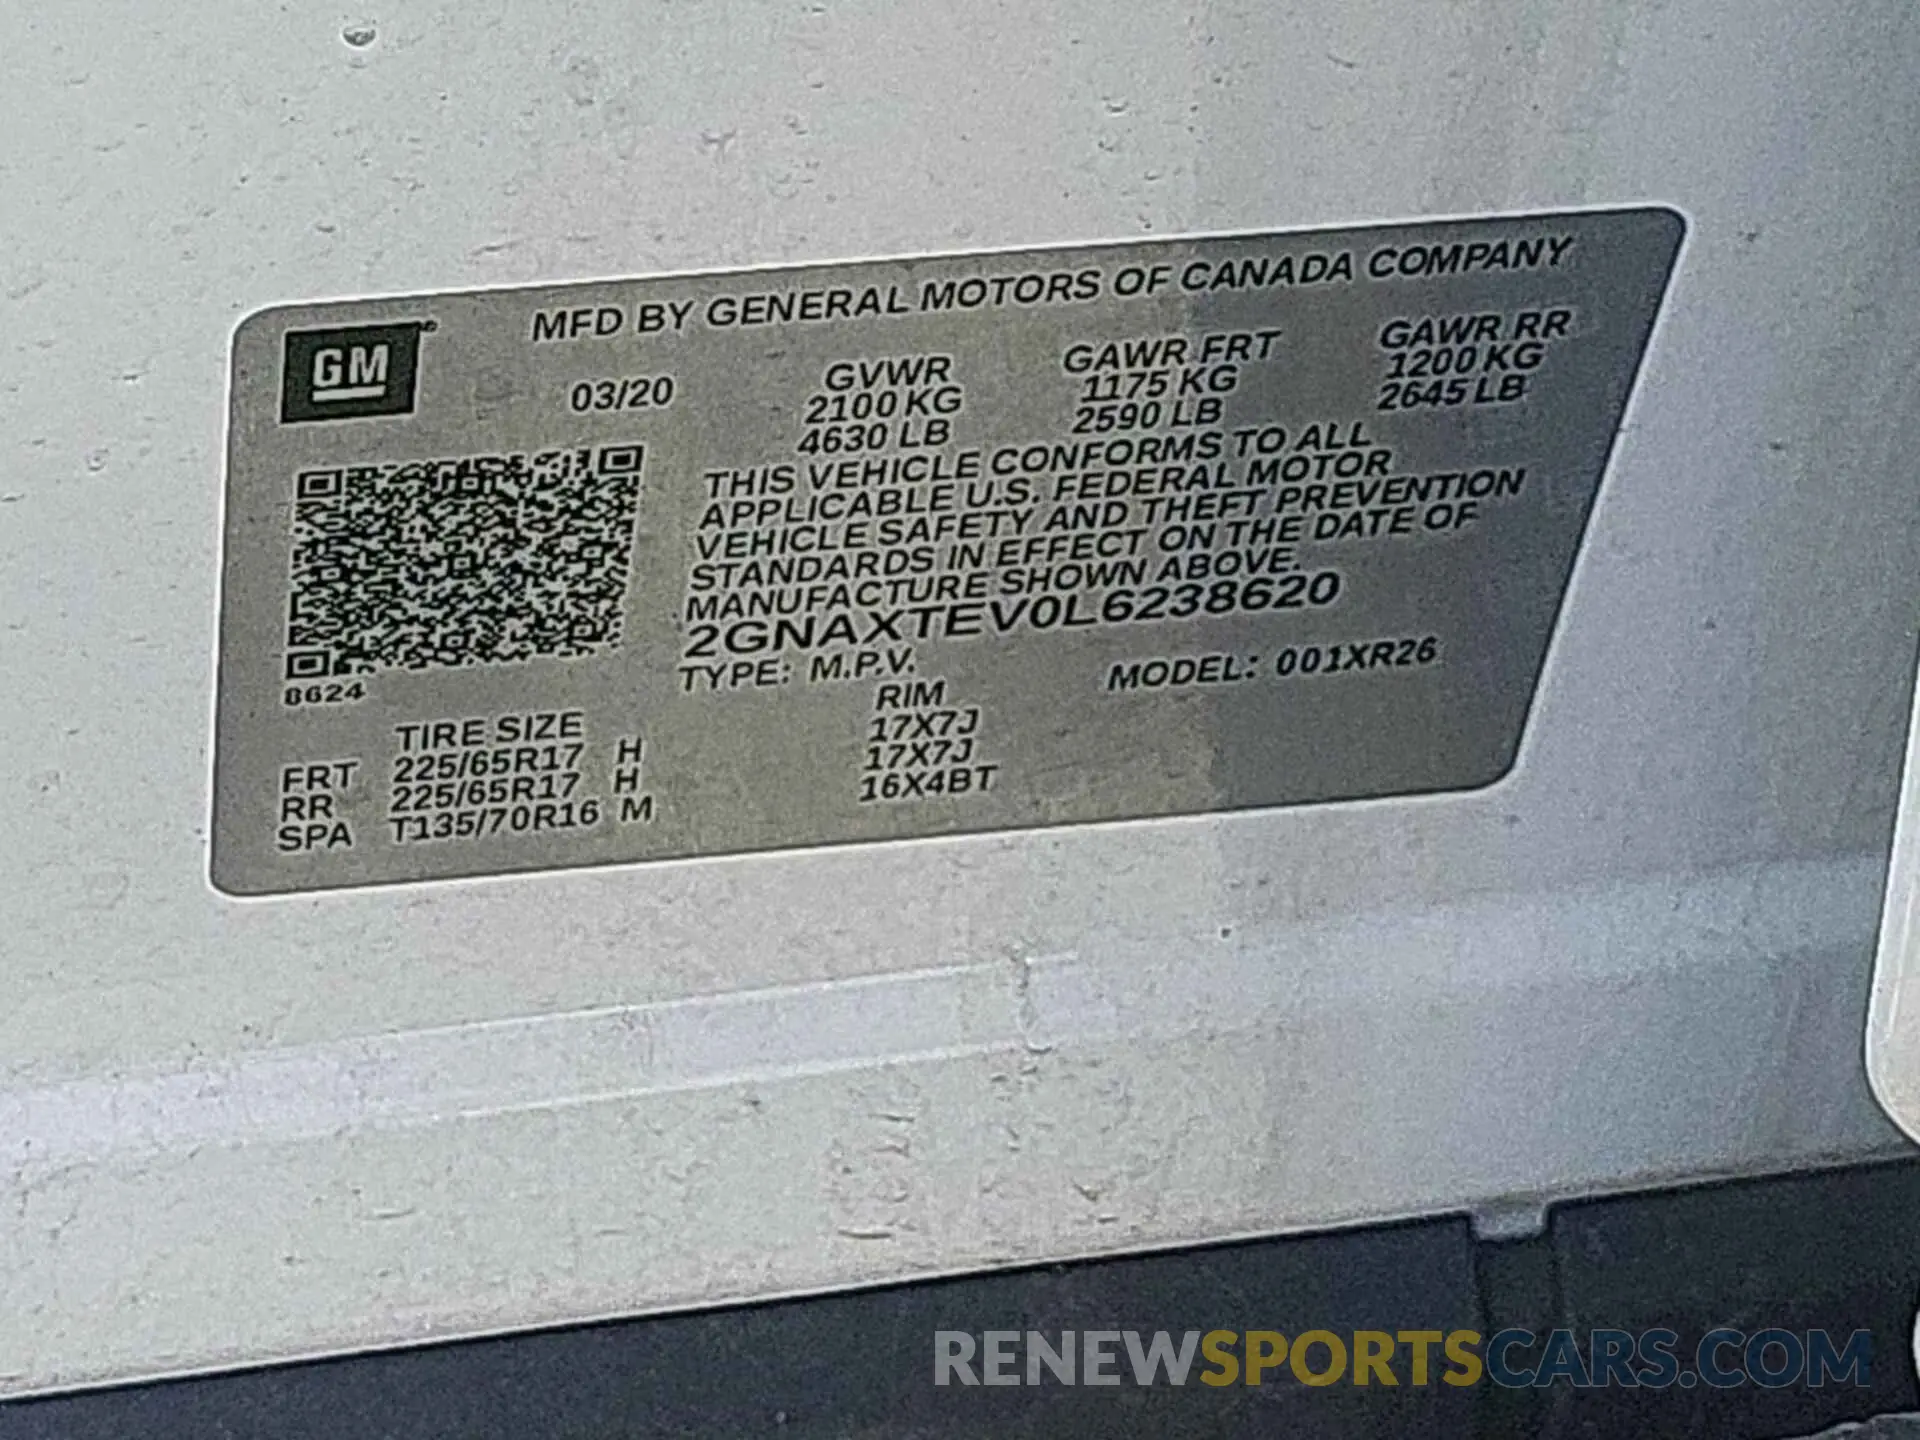 MFD BY GENERAL MOTORS OF CANADA COMPANY
GM
03/20
GVWR GAWR FRT GAWR RR
2100 KG 1175 KG 1200 KG
4630 LB 2590 LB 2645 LB
THIS VEHICLE CONFORMS TO ALL
APPLICABLE U.S. FEDERAL MOTOR
VEHICLE SAFETY AND THEFT PREVENTION
STANDARDS IN EFFECT ON THE DATE OF
MANUFACTURE SHOWN ABOVE.
2GNAXTEV0L6238620
TYPE: M.P.V. MODEL: 001XR26
8624
TIRE SIZE RIM
FRT 225/65R17 H 17X7J
RR 225/65R17 H 17X7J
SPA T135/70R16 M 16X4BT
RENEWSPORTSCARS.COM